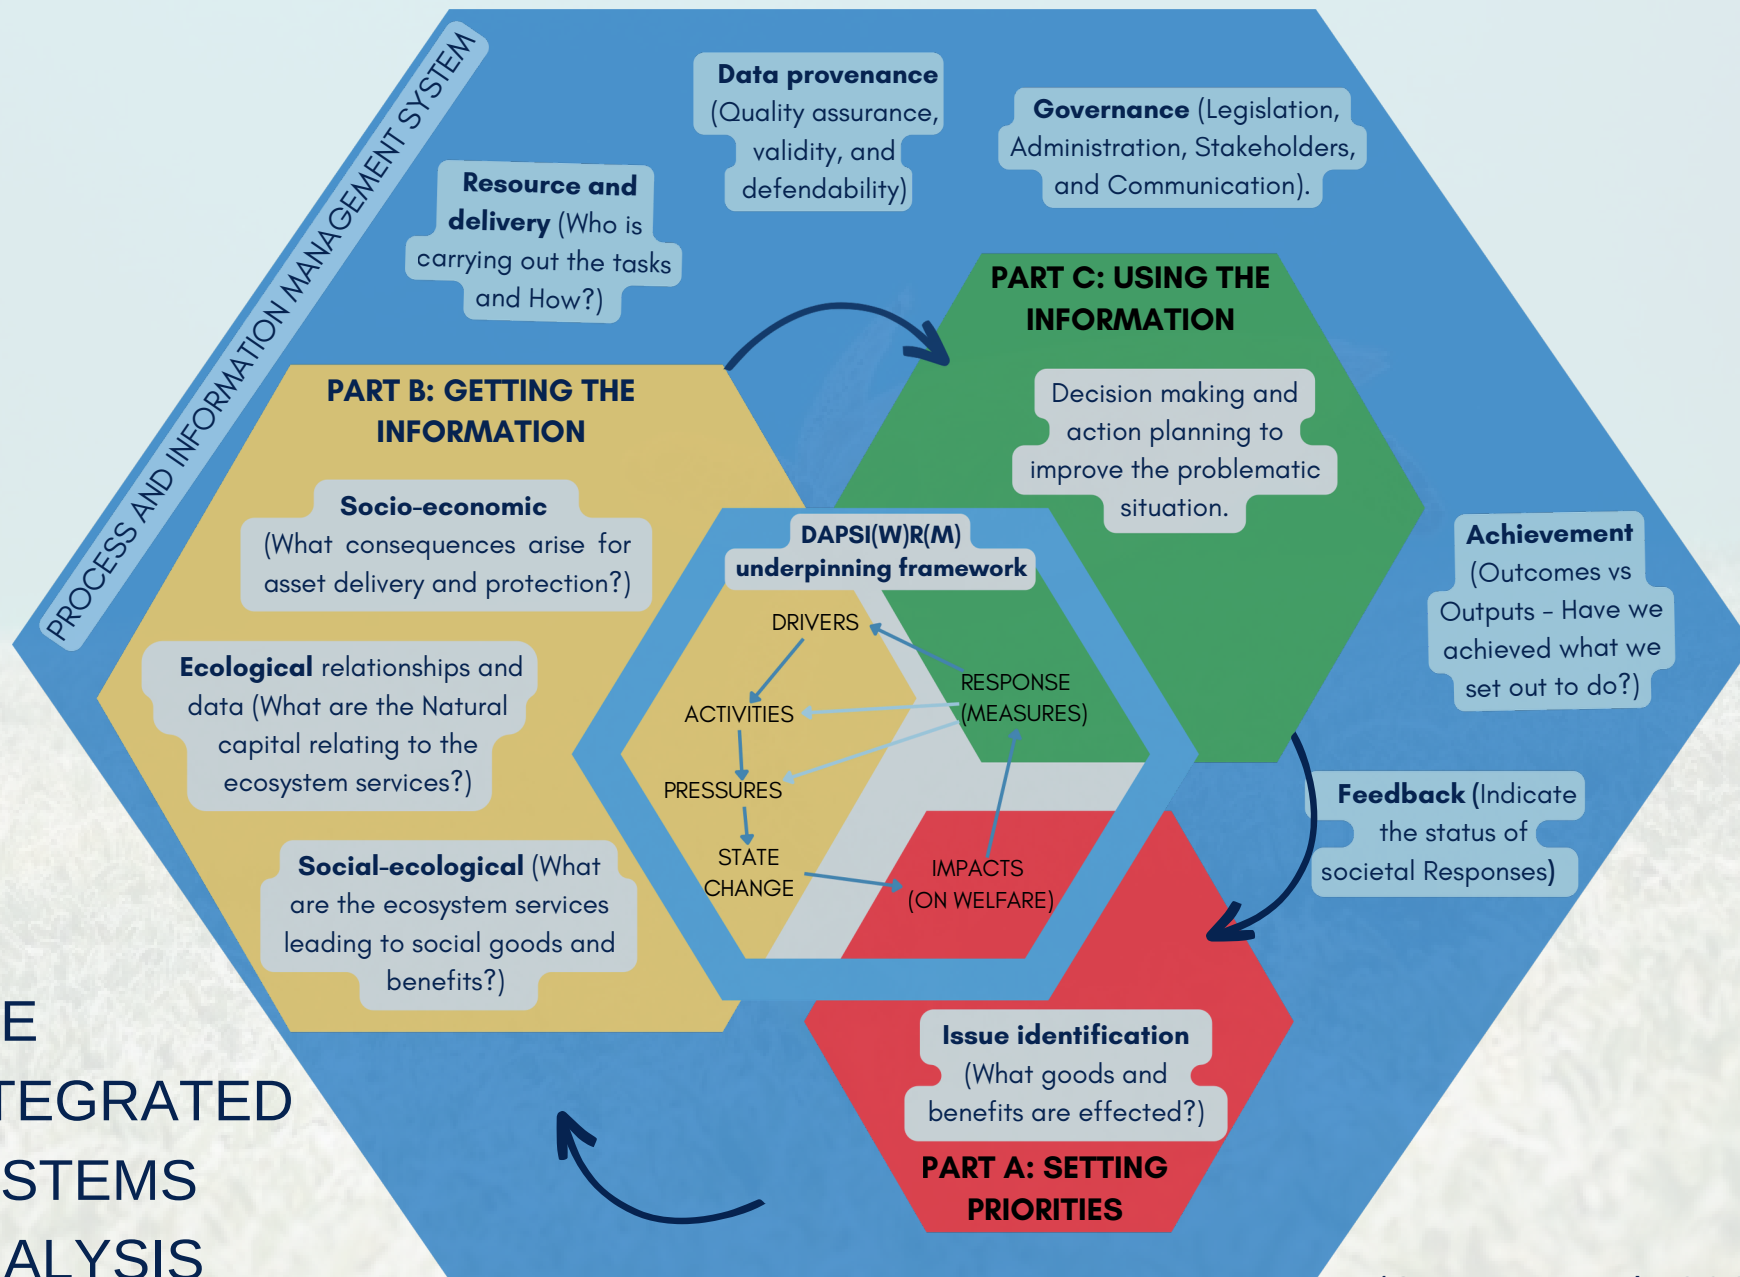 PROCESS AND INFORMATION MANAGEMENT SYSTEM
Resource and
delivery (Who is
carrying out the tasks
and How?)
Data provenance
(Quality assurance,
validity, and
defendability)
Governance (Legislation,
Administration, Stakeholders,
and Communication).
PART C: USING THE
INFORMATION
Decision making and
action planning to
improve the problematic
situation.
PART B: GETTING THE
INFORMATION
Socio-economic
(What consequences arise for
asset delivery and protection?)
Ecological relationships and
data (What are the Natural
capital relating to the
ecosystem services?)
Social-ecological (What
are the ecosystem services
leading to social goods and
benefits?)
DAPSI(W)R(M)
underpinning framework
DRIVERS
ACTIVITIES
PRESSURES
STATE
CHANGE
IMPACTS
(ON WELFARE)
RESPONSE
(MEASURES)
Achievement
(Outcomes vs
Outputs - Have we
achieved what we
set out to do?)
Feedback (Indicate
the status of
societal Responses)
Issue identification
(What goods and
benefits are effected?)
PART A: SETTING
PRIORITIES
E
TEGRATED
STEMS
ALYSIS